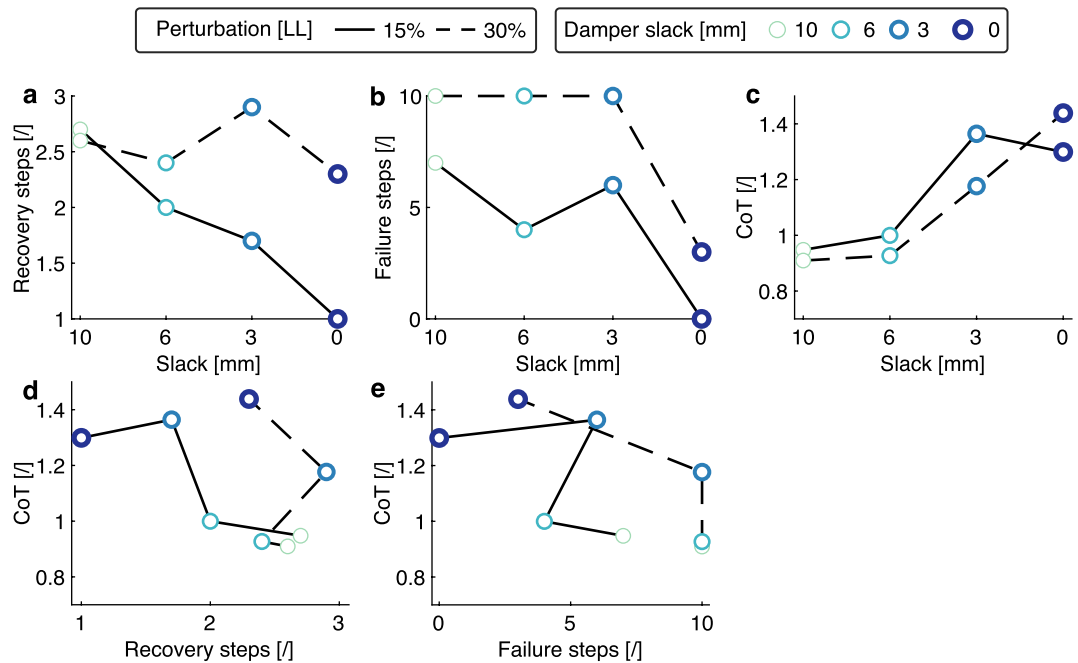 Perturbation [LL] 15% 30% Damper slack [mm] 10 6 3 0
a b c
3
2.5
2
1.5
1
Recovery steps [/]
10 6 3 0
Slack [mm]
10
5
0
Failure steps [/]
10 6 3 0
Slack [mm]
1.4
1.2
1
0.8
CoT [/]
10 6 3 0
Slack [mm]
d e
1.4
1.2
1
0.8
CoT [/]
1 2 3
Recovery steps [/]
1.4
1.2
1
0.8
CoT [/]
0 5 10
Failure steps [/]